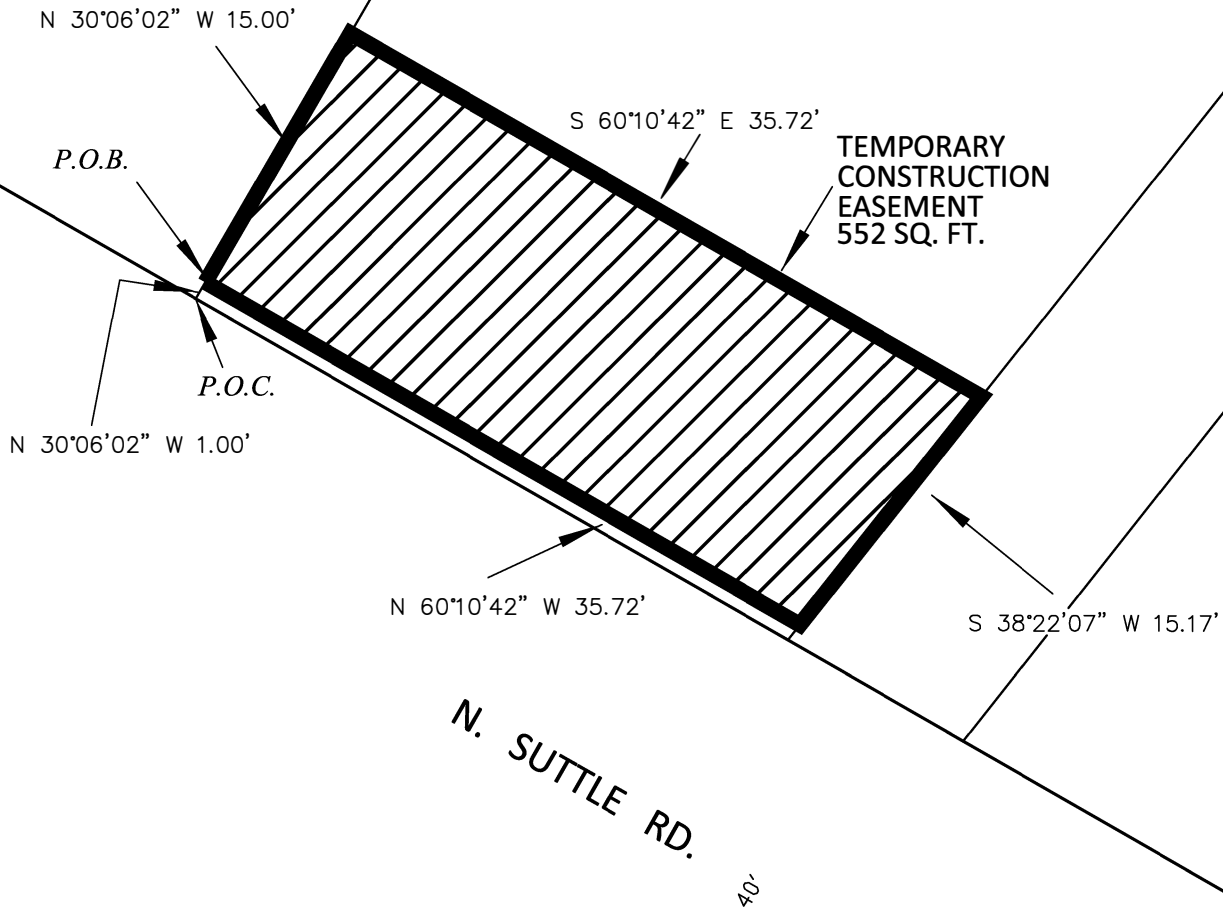 N 30°06’02” W 15.00’
S 60°10’42” E 35.72’
TEMPORARY
CONSTRUCTION
EASEMENT
552 SQ. FT.
P.O.B.
P.O.C.
N 30°06’02” W 1.00’
N 60°10’42” W 35.72’
S 38°22’07” W 15.17’
N. SUTTLE RD.
40’